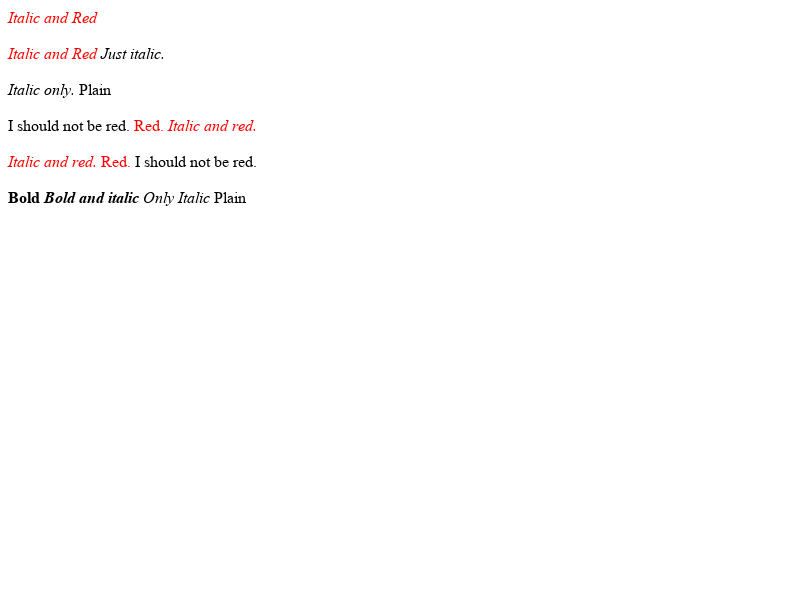 Italic and Red
Italic and Red Just italic.
Italic only. Plain
I should not be red. Red. Italic and red.
Italic and red. Red. I should not be red.
Bold Bold and italic Only Italic Plain